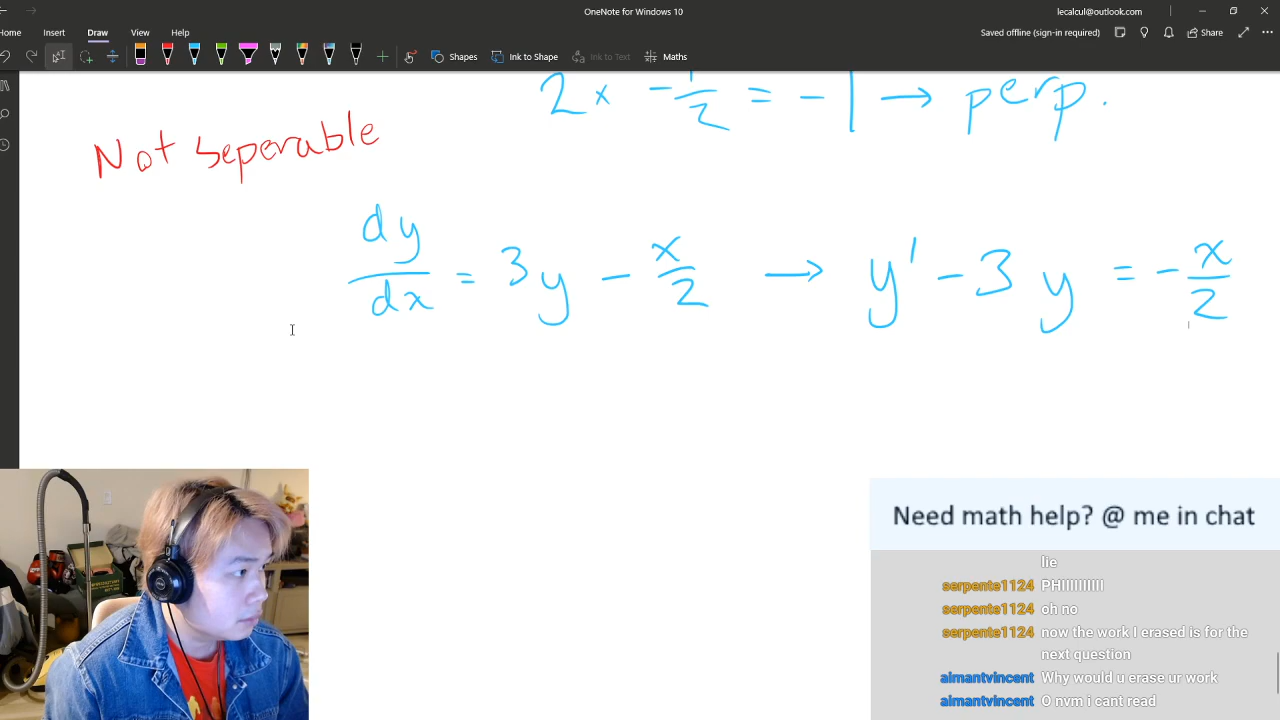 OneNote for Windows 10
lecalcul@outlook.com
Home Insert Draw View Help
Saved offline (sign-in required)
Share
Shapes Ink to Shape Ink to Text Maths
2x -1/2 = -1 → perp.
Not seperable
dy/dx = 3y - x/2 → y' - 3y = -x/2
Need math help? @ me in chat
lie
serpente1124 PHIIIIIIIIII
serpente1124 oh no
serpente1124 now the work I erased is for the
next question
aimantvincent Why would u erase ur work
aimantvincent O nvm i cant read